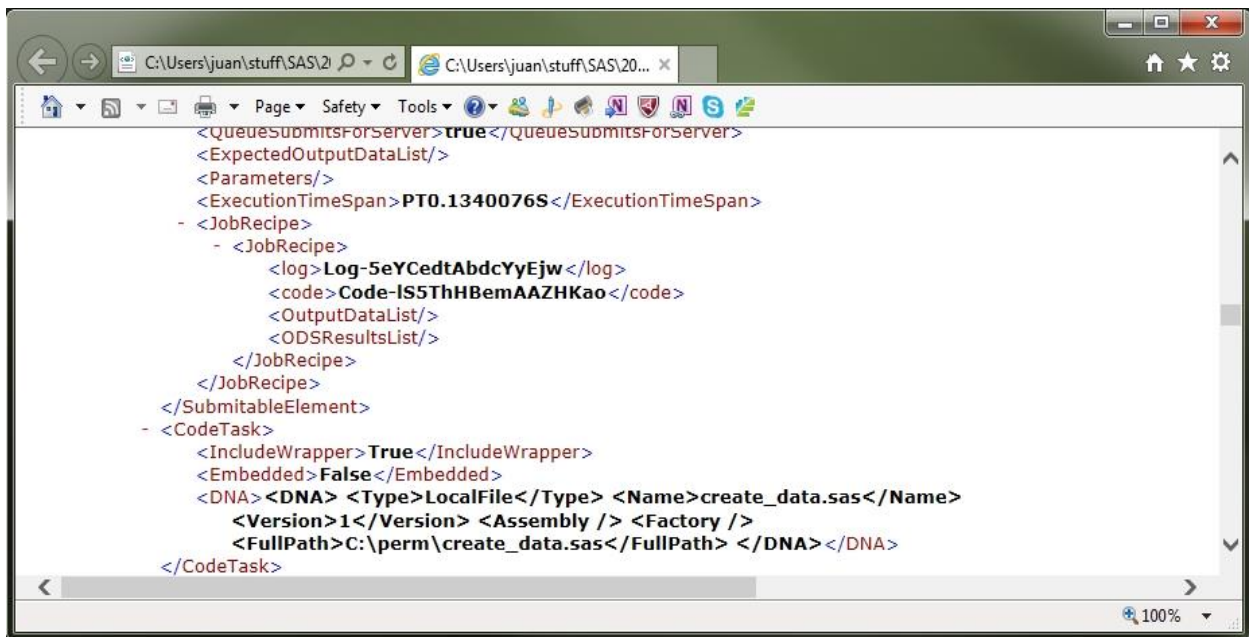 C:\Users\juan\stuff\SAS\2
C:\Users\juan\stuff\SAS\20...
Page Safety Tools
<QueueSubmitsForServer>true</QueueSubmitsForServer>
<ExpectedOutputDataList/>
<Parameters/>
<ExecutionTimeSpan>PT0.1340076S</ExecutionTimeSpan>
- <JobRecipe>
- <JobRecipe>
<log>Log-5eYCedtAbdcYyEjw</log>
<code>Code-lS5ThHBemAAZHKao</code>
<OutputDataList/>
<ODSResultsList/>
</JobRecipe>
</JobRecipe>
</SubmitableElement>
- <CodeTask>
<IncludeWrapper>True</IncludeWrapper>
<Embedded>False</Embedded>
<DNA><DNA> <Type>LocalFile</Type> <Name>create_data.sas</Name>
<Version>1</Version> <Assembly /> <Factory />
<FullPath>C:\perm\create_data.sas</FullPath> </DNA></DNA>
</CodeTask>
100%